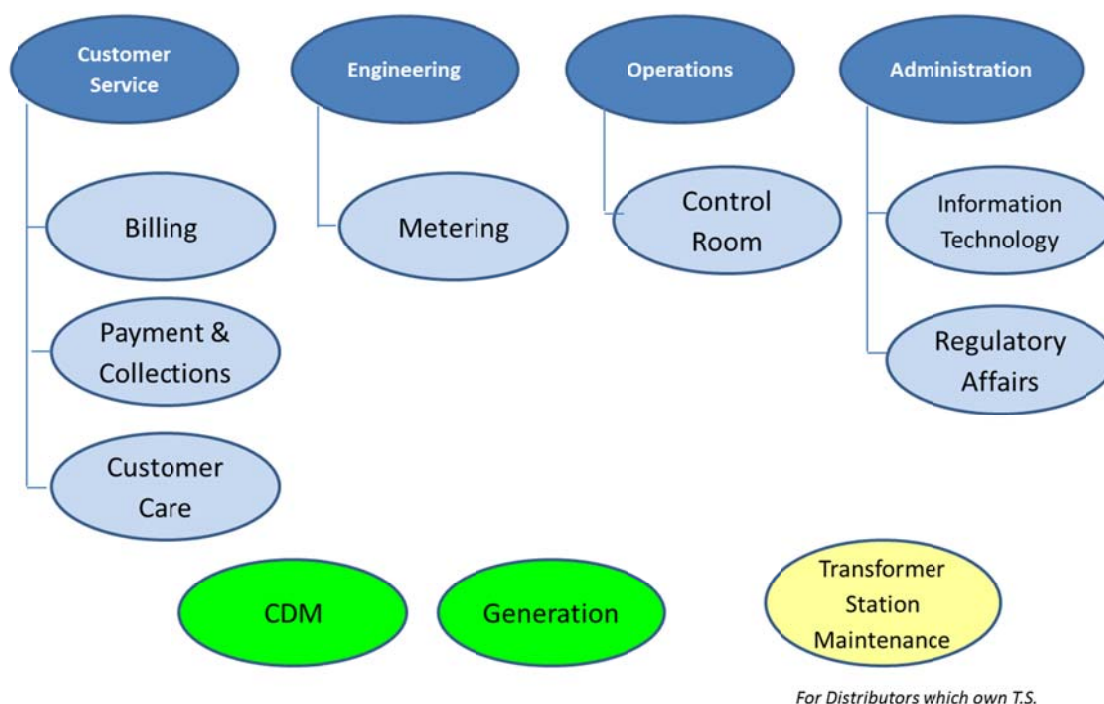 Customer
Service
Engineering
Operations
Administration
Billing
Metering
Control
Room
Information
Technology
Payment &
Collections
Regulatory
Affairs
Customer
Care
CDM
Generation
Transformer
Station
Maintenance
For Distributors which own T.S.